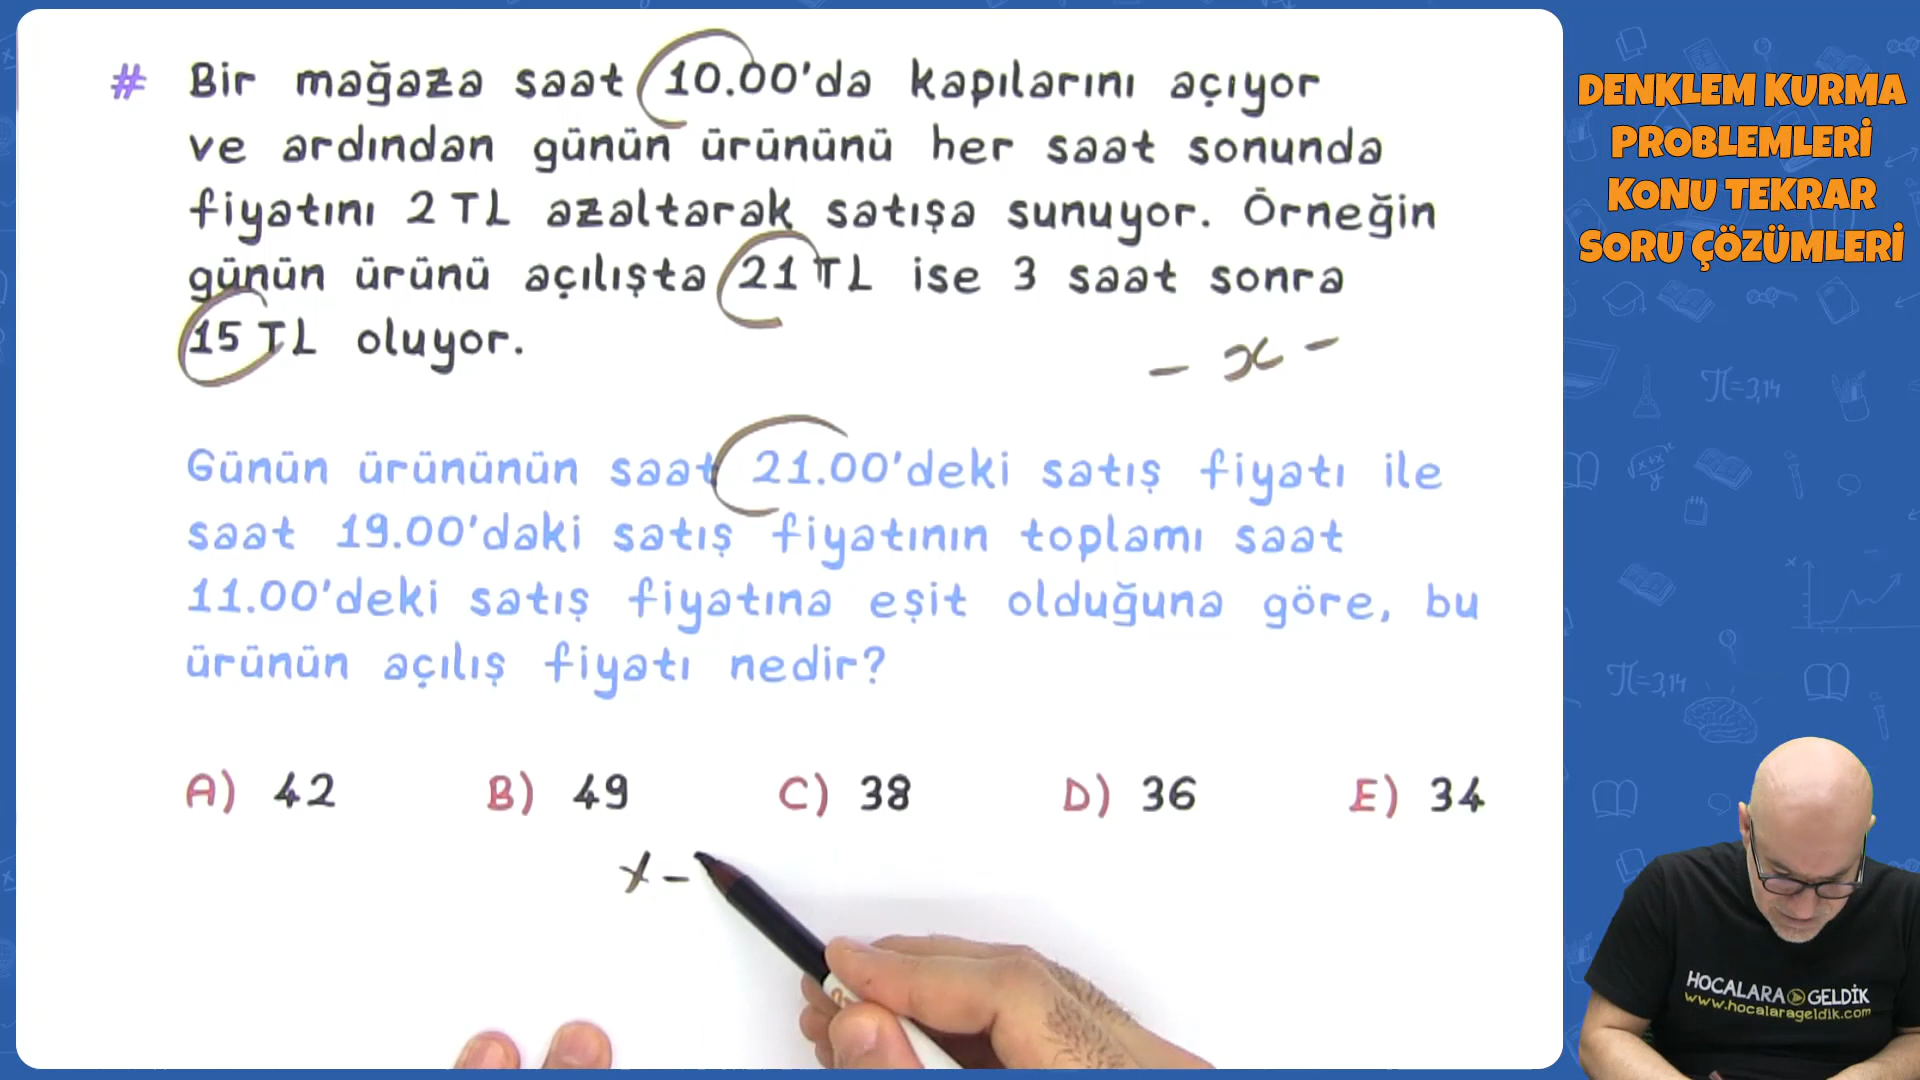 # Bir mağaza saat 10.00'da kapılarını açıyor
ve ardından günün ürününü her saat sonunda
fiyatını 2 TL azaltarak satışa sunuyor. Örneğin
günün ürünü açılışta 21 TL ise 3 saat sonra
15 TL oluyor.
- x -
Günün ürününün saat 21.00'deki satış fiyatı ile
saat 19.00'daki satış fiyatının toplamı saat
11.00'deki satış fiyatına eşit olduğuna göre, bu
ürünün açılış fiyatı nedir?
A) 42 B) 49 C) 38 D) 36 E) 34
x -
DENKLEM KURMA
PROBLEMLERİ
KONU TEKRAR
SORU ÇÖZÜMLERİ
π=3,14
π=3,14
HOCALARA GELDİK
www.hocalarageldik.com